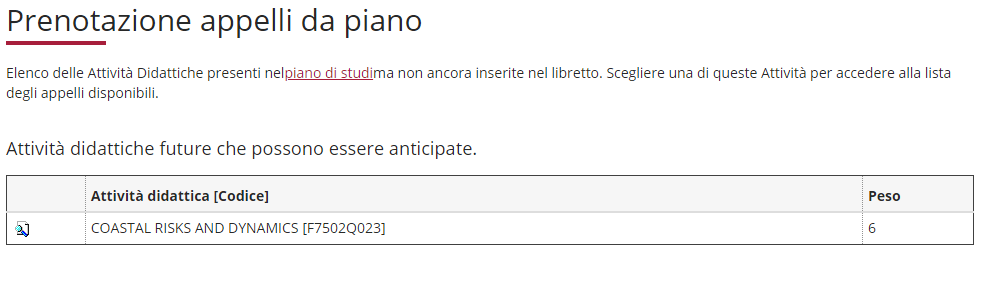 Prenotazione appelli da piano
Elenco delle Attività Didattiche presenti nelpiano di studima non ancora inserite nel libretto. Scegliere una di queste Attività per accedere alla lista
degli appelli disponibili.
Attività didattiche future che possono essere anticipate.
Attività didattica [Codice] Peso
COASTAL RISKS AND DYNAMICS [F7502Q023] 6